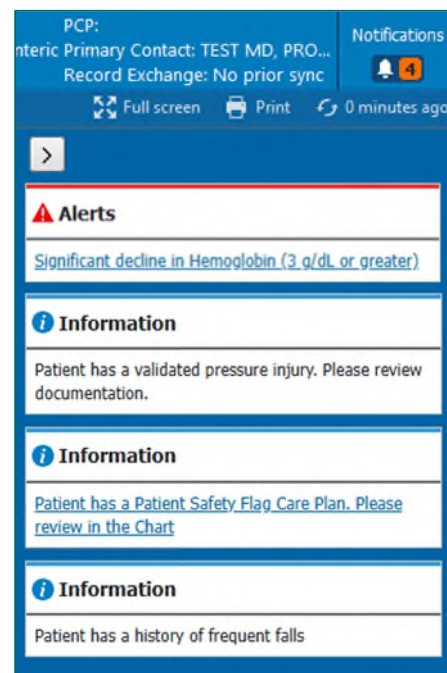 PCP:
Notifications
nteric Primary Contact: TEST MD, PRO...
Record Exchange: No prior sync
4
Full screen Print 0 minutes ago
>
Alerts
Significant decline in Hemoglobin (3 g/dL or greater)
Information
Patient has a validated pressure injury. Please review
documentation.
Information
Patient has a Patient Safety Flag Care Plan. Please
review in the Chart
Information
Patient has a history of frequent falls